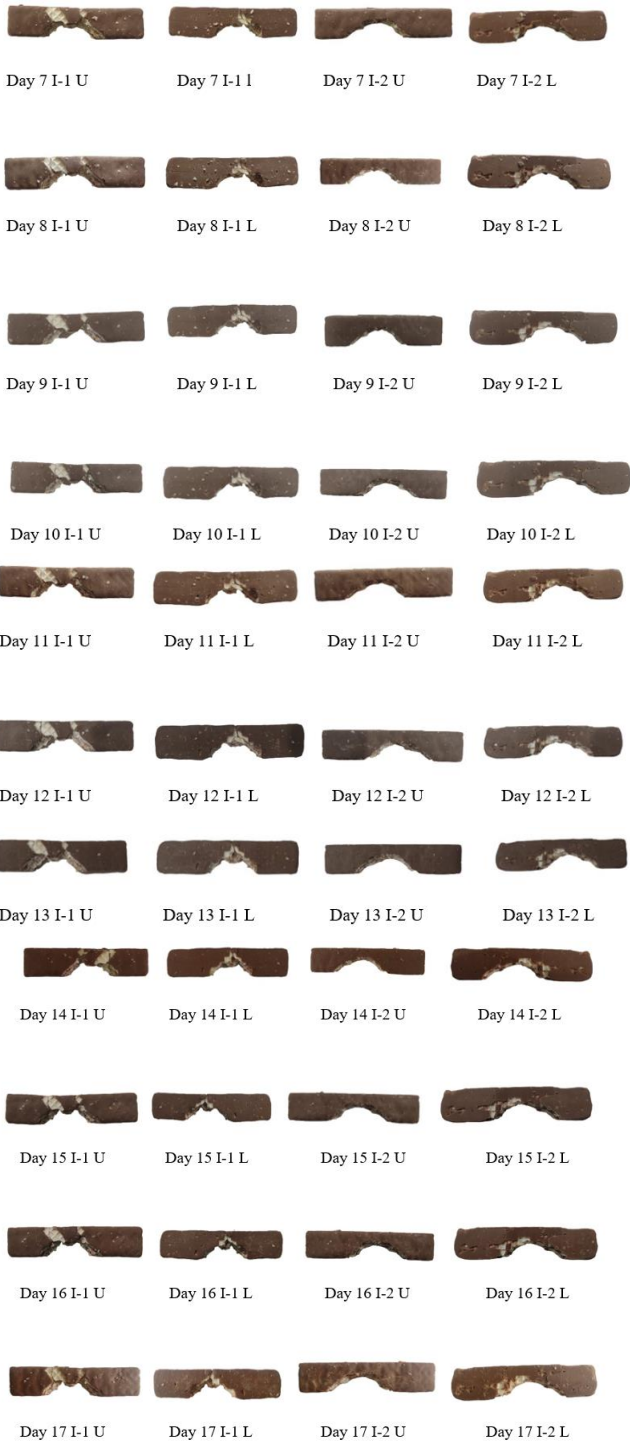 Day 7 I-1 U Day 7 I-1 l Day 7 I-2 U Day 7 I-2 L
Day 8 I-1 U Day 8 I-1 L Day 8 I-2 U Day 8 I-2 L
Day 9 I-1 U Day 9 I-1 L Day 9 I-2 U Day 9 I-2 L
Day 10 I-1 U Day 10 I-1 L Day 10 I-2 U Day 10 I-2 L
Day 11 I-1 U Day 11 I-1 L Day 11 I-2 U Day 11 I-2 L
Day 12 I-1 U Day 12 I-1 L Day 12 I-2 U Day 12 I-2 L
Day 13 I-1 U Day 13 I-1 L Day 13 I-2 U Day 13 I-2 L
Day 14 I-1 U Day 14 I-1 L Day 14 I-2 U Day 14 I-2 L
Day 15 I-1 U Day 15 I-1 L Day 15 I-2 U Day 15 I-2 L
Day 16 I-1 U Day 16 I-1 L Day 16 I-2 U Day 16 I-2 L
Day 17 I-1 U Day 17 I-1 L Day 17 I-2 U Day 17 I-2 L